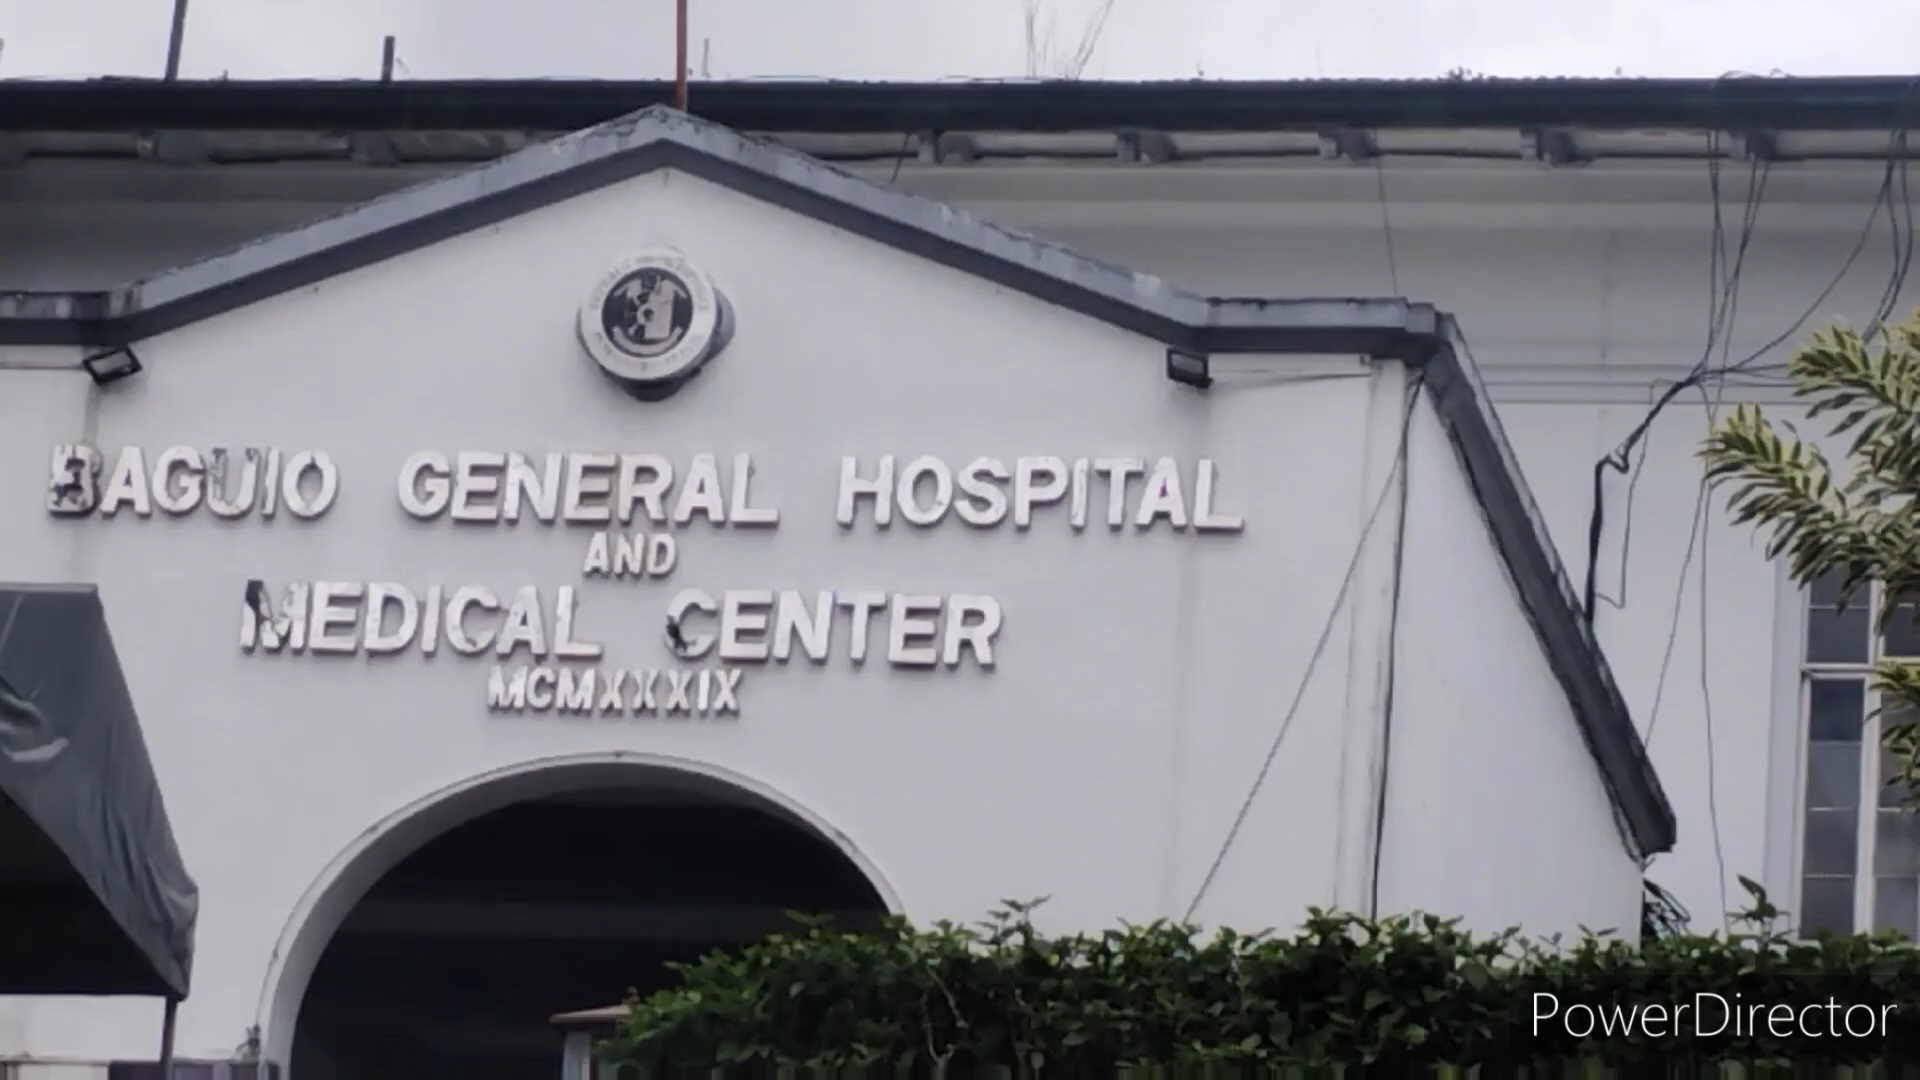 BAGUIO GENERAL HOSPITAL
AND
MEDICAL CENTER
MCMXXXIX
PowerDirector